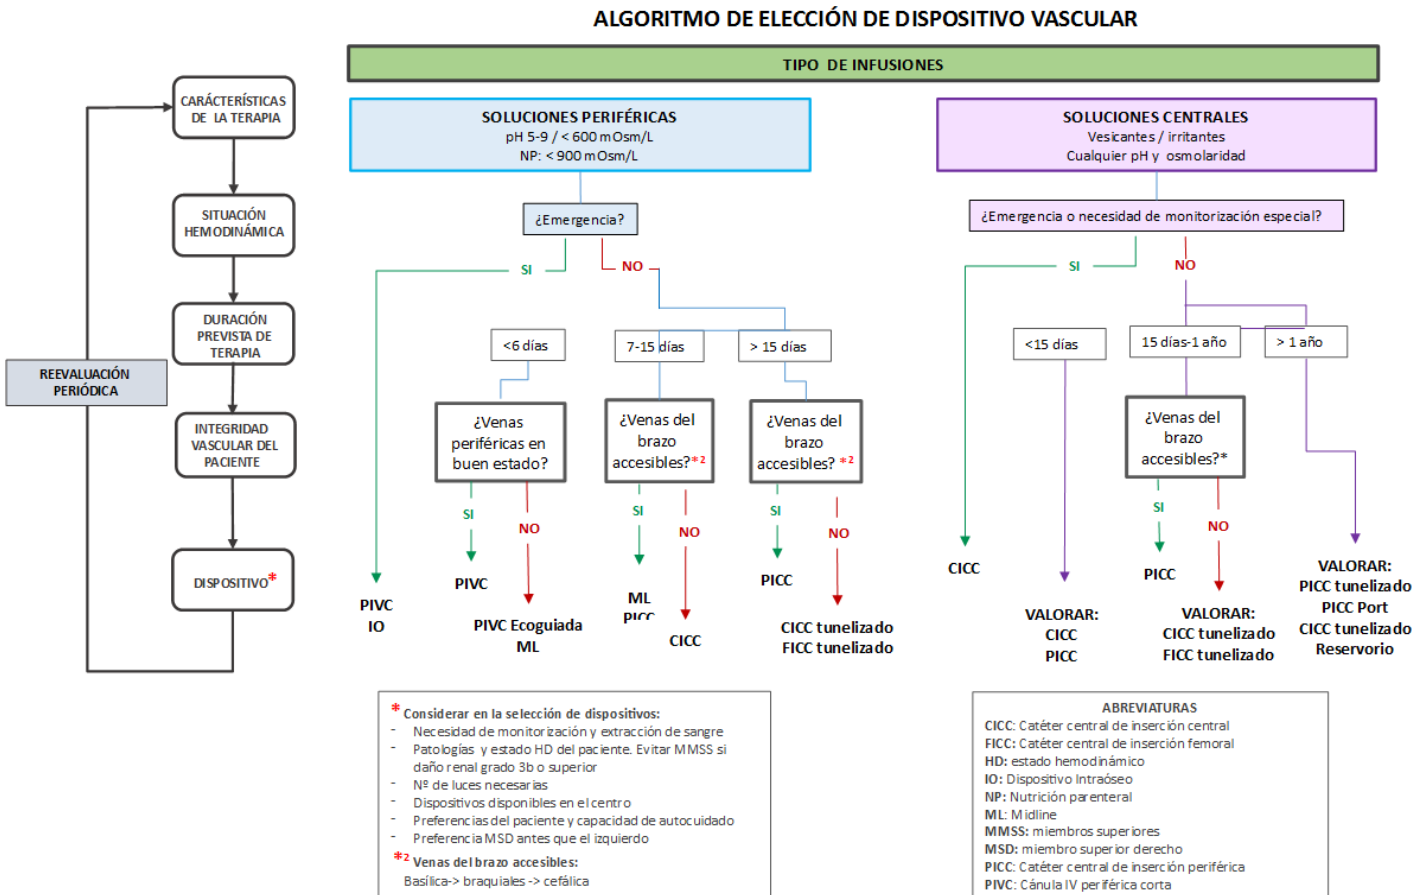 ALGORITMO DE ELECCIÓN DE DISPOSITIVO VASCULAR
TIPO DE INFUSIONES
CARÁCTERÍSTICAS
DE LA TERAPIA
SITUACIÓN
HEMODINÁMICA
DURACIÓN
PREVISTA DE
TERAPIA
REEVALUACIÓN
PERIÓDICA
INTEGRIDAD
VASCULAR DEL
PACIENTE
DISPOSITIVO*
SOLUCIONES PERIFÉRICAS
pH 5-9 / < 600 mOsm/L
NP: < 900 mOsm/L
¿Emergencia?
SI
NO
<6 días
7-15 días
> 15 días
¿Venas
periféricas en
buen estado?
¿Venas del
brazo
accesibles?*2
¿Venas del
brazo
accesibles? *2
SI
NO
SI
NO
SI
NO
PIVC
IO
PIVC
PIVC Ecoguiada
ML
ML
PICC
CICC
PICC
CICC tunelizado
FICC tunelizado
SOLUCIONES CENTRALES
Vesicantes / irritantes
Cualquier pH y osmolaridad
¿Emergencia o necesidad de monitorización especial?
SI
NO
<15 días
15 días-1 año
> 1 año
¿Venas del
brazo
accesibles?*
SI
NO
CICC
VALORAR:
CICC
PICC
PICC
VALORAR:
CICC tunelizado
FICC tunelizado
VALORAR:
PICC tunelizado
PICC Port
CICC tunelizado
Reservorio
* Considerar en la selección de dispositivos:
- Necesidad de monitorización y extracción de sangre
- Patologías y estado HD del paciente. Evitar MMSS si
daño renal grado 3b o superior
- Nº de luces necesarias
- Dispositivos disponibles en el centro
- Preferencias del paciente y capacidad de autocuidado
- Preferencia MSD antes que el izquierdo
*2 Venas del brazo accesibles:
Basílica-> braquiales -> cefálica
ABREVIATURAS
CICC: Catéter central de inserción central
FICC: Catéter central de inserción femoral
HD: estado hemodinámico
IO: Dispositivo Intraóseo
NP: Nutrición parenteral
ML: Midline
MMSS: miembros superiores
MSD: miembro superior derecho
PICC: Catéter central de inserción periférica
PIVC: Cánula IV periférica corta